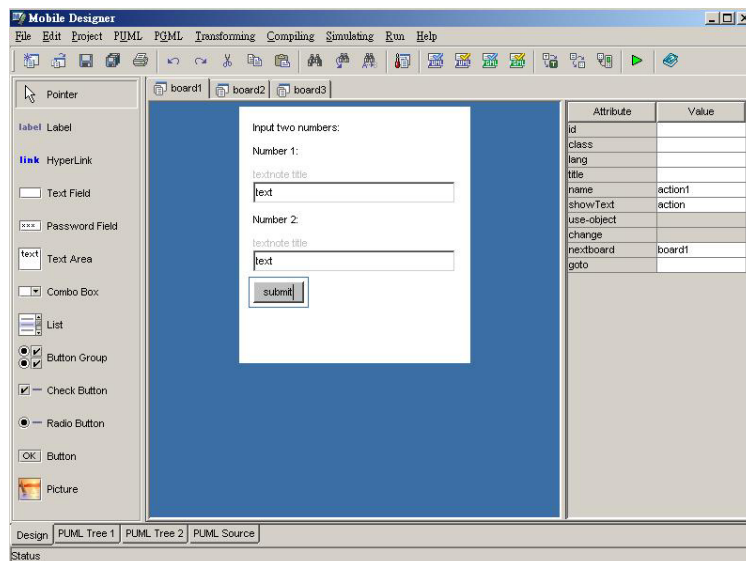 Mobile Designer
File Edit Project PUML PGML Transforming Compiling Simulating Run Help
Pointer
label Label
link HyperLink
Text Field
xxx Password Field
text Text Area
Combo Box
List
Button Group
Check Button
Radio Button
OK Button
Picture
board1 board2 board3
Input two numbers:
Number 1:
textnote title
text
Number 2:
textnote title
text
submit
Attribute Value
id
class
lang
title
name action1
showText action
use-object
change
nextboard board1
goto
Design PUML Tree 1 PUML Tree 2 PUML Source
Status